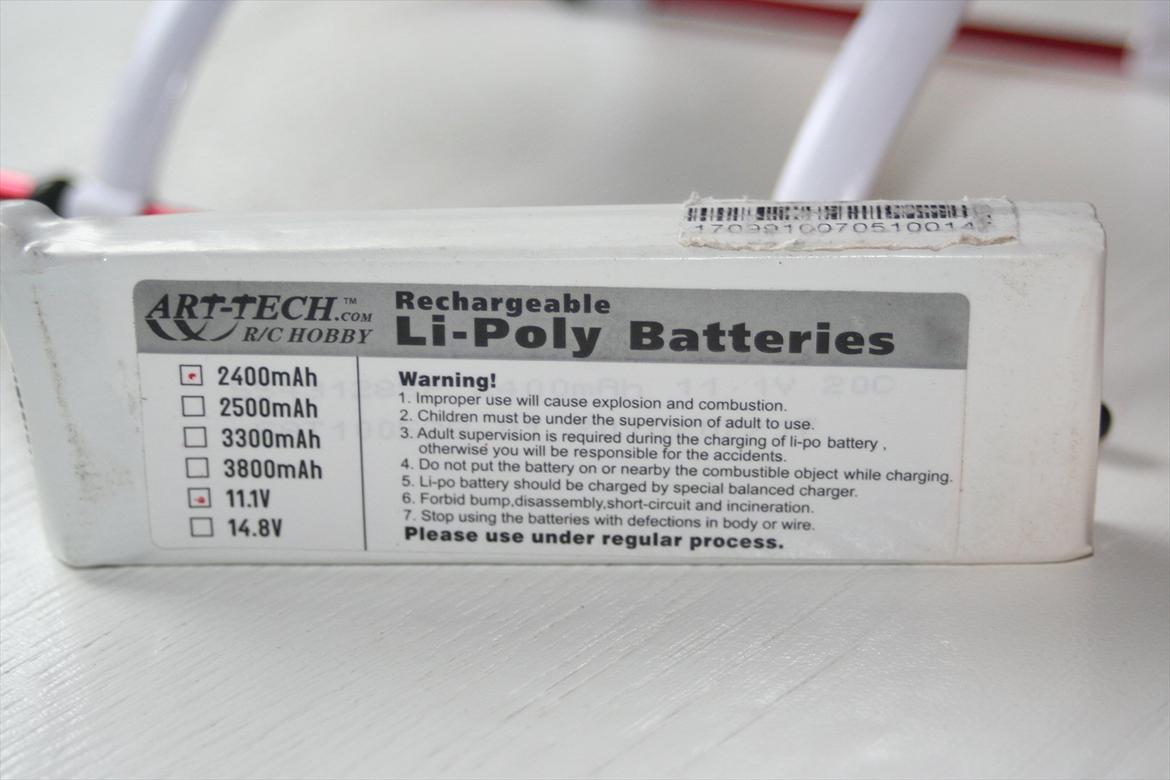 1709910070510014
ART-TECH.COM™
R/C HOBBY
Rechargeable
Li-Poly Batteries
2400mAh
2500mAh
3300mAh
3800mAh
11.1V
14.8V
Warning!
1. Improper use will cause explosion and combustion.
2. Children must be under the supervision of adult to use.
3. Adult supervision is required during the charging of li-po battery ,
otherwise you will be responsible for the accidents.
4. Do not put the battery on or nearby the combustible object while charging.
5. Li-po battery should be charged by special balanced charger.
6. Forbid bump,disassembly,short-circuit and incineration.
7. Stop using the batteries with defections in body or wire.
Please use under regular process.
11.1V 20C